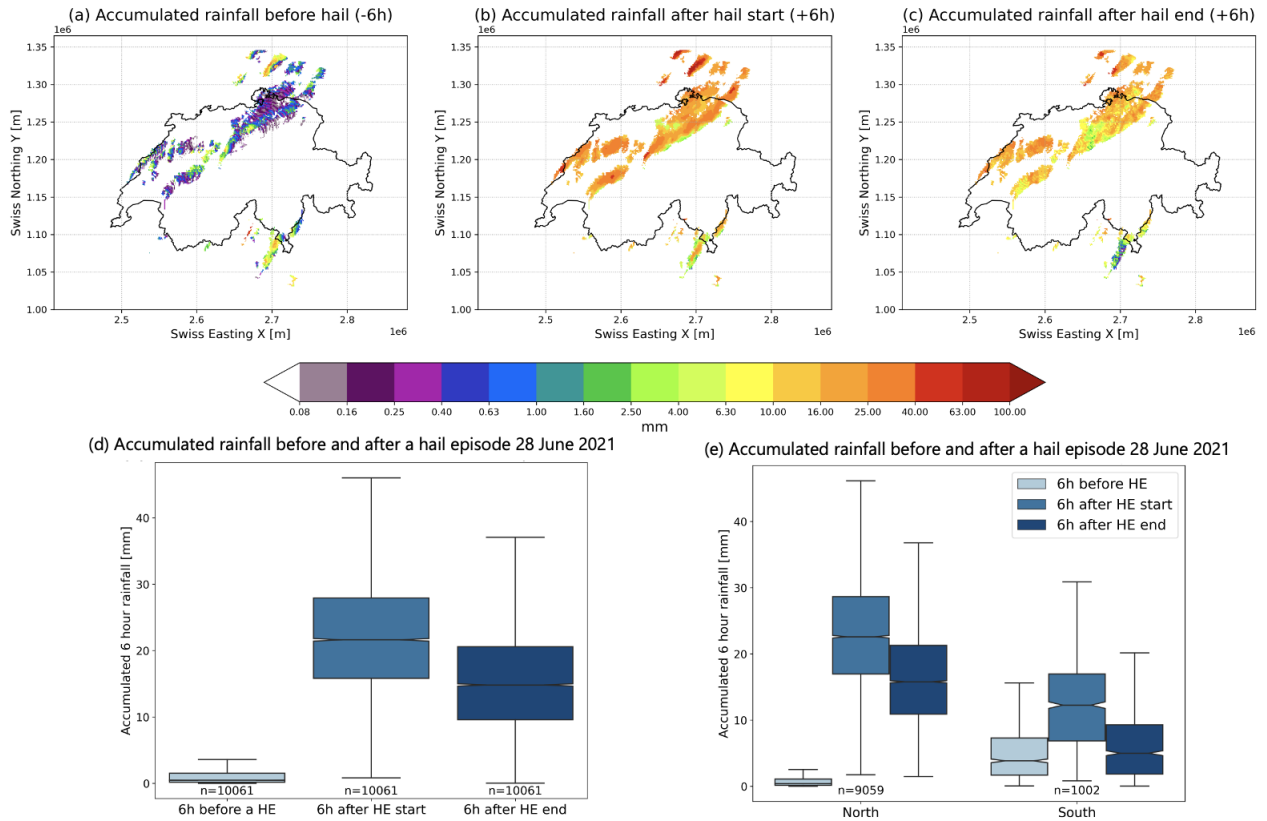 (a) Accumulated rainfall before hail (-6h)
1e6
1.35
1.30
1.25
1.20
1.15
1.10
1.05
1.00
Swiss Northing Y [m]
2.5
2.6
2.7
2.8
1e6
Swiss Easting X [m]
(b) Accumulated rainfall after hail start (+6h)
1e6
1.35
1.30
1.25
1.20
1.15
1.10
1.05
1.00
Swiss Northing Y [m]
2.5
2.6
2.7
2.8
1e6
Swiss Easting X [m]
(c) Accumulated rainfall after hail end (+6h)
1e6
1.35
1.30
1.25
1.20
1.15
1.10
1.05
1.00
Swiss Northing Y [m]
2.5
2.6
2.7
2.8
1e6
Swiss Easting X [m]
0.08 0.16 0.25 0.40 0.63 1.00 1.60 2.50 4.00 6.30 10.00 16.00 25.00 40.00 63.00 100.00
mm
(d) Accumulated rainfall before and after a hail episode 28 June 2021
Accumulated 6 hour rainfall [mm]
40
30
20
10
0
n=10061 n=10061 n=10061
6h before a HE 6h after HE start 6h after HE end
(e) Accumulated rainfall before and after a hail episode 28 June 2021
6h before HE
6h after HE start
6h after HE end
Accumulated 6 hour rainfall [mm]
40
30
20
10
0
n=9059 n=1002
North South